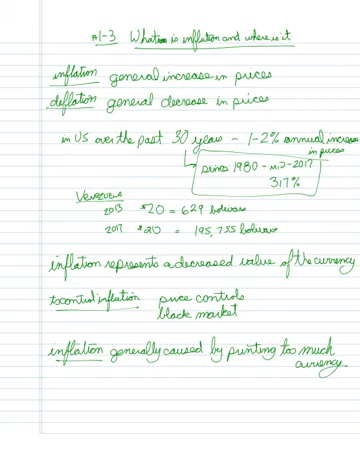 #1-3 What is inflation and where is it
inflation general increase in prices
deflation general decrease in prices
in US over the past 30 years - 1-2% annual increase
in prices
since 1980 - mid-2017
317%
Venezuela
2013 $20 = 629 bolivars
2017 $20 = 195,755 bolivars
inflation represents a decreased value of the currency
to control inflation price controls
black market
inflation generally caused by printing too much
currency.